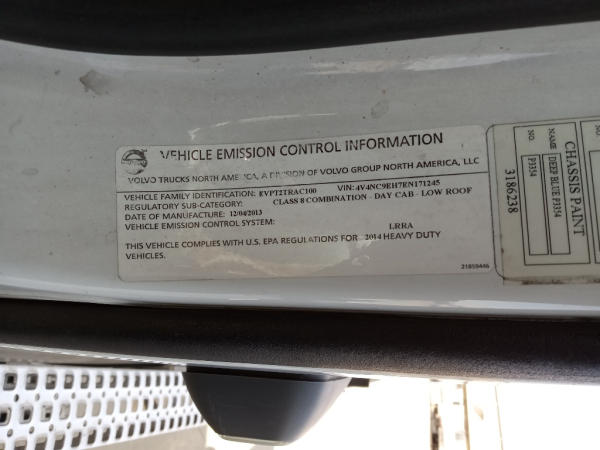 VEHICLE EMISSION CONTROL INFORMATION
VOLVO TRUCKS NORTH AMERICA, A DIVISION OF VOLVO GROUP NORTH AMERICA, LLC
VEHICLE FAMILY IDENTIFICATION: EVPT2TRAC100 VIN: 4V4NC9EH7EN171245
REGULATORY SUB-CATEGORY: CLASS 8 COMBINATION - DAY CAB - LOW ROOF
DATE OF MANUFACTURE: 12/04/2013
VEHICLE EMISSION CONTROL SYSTEM: LRRA
THIS VEHICLE COMPLIES WITH U.S. EPA REGULATIONS FOR 2014 HEAVY DUTY
VEHICLES.
21850446
CHASSIS PAINT
NAME DEEP BLUE P3354
NO. P3354
3186238
NO.